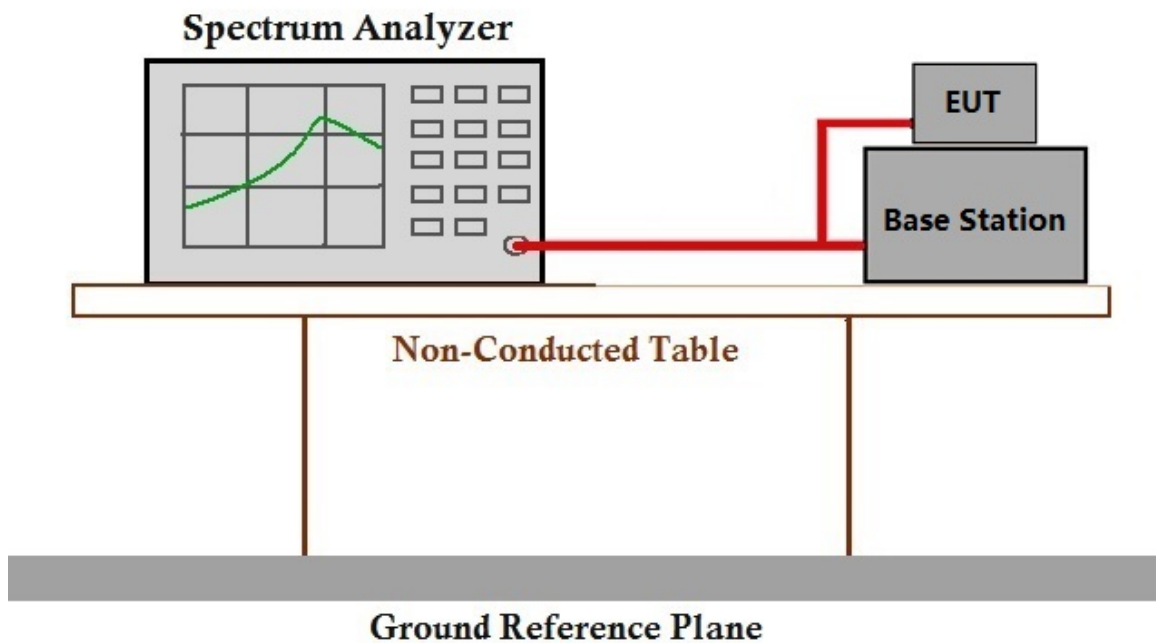 Spectrum Analyzer
EUT
Base Station
Non-Conducted Table
Ground Reference Plane